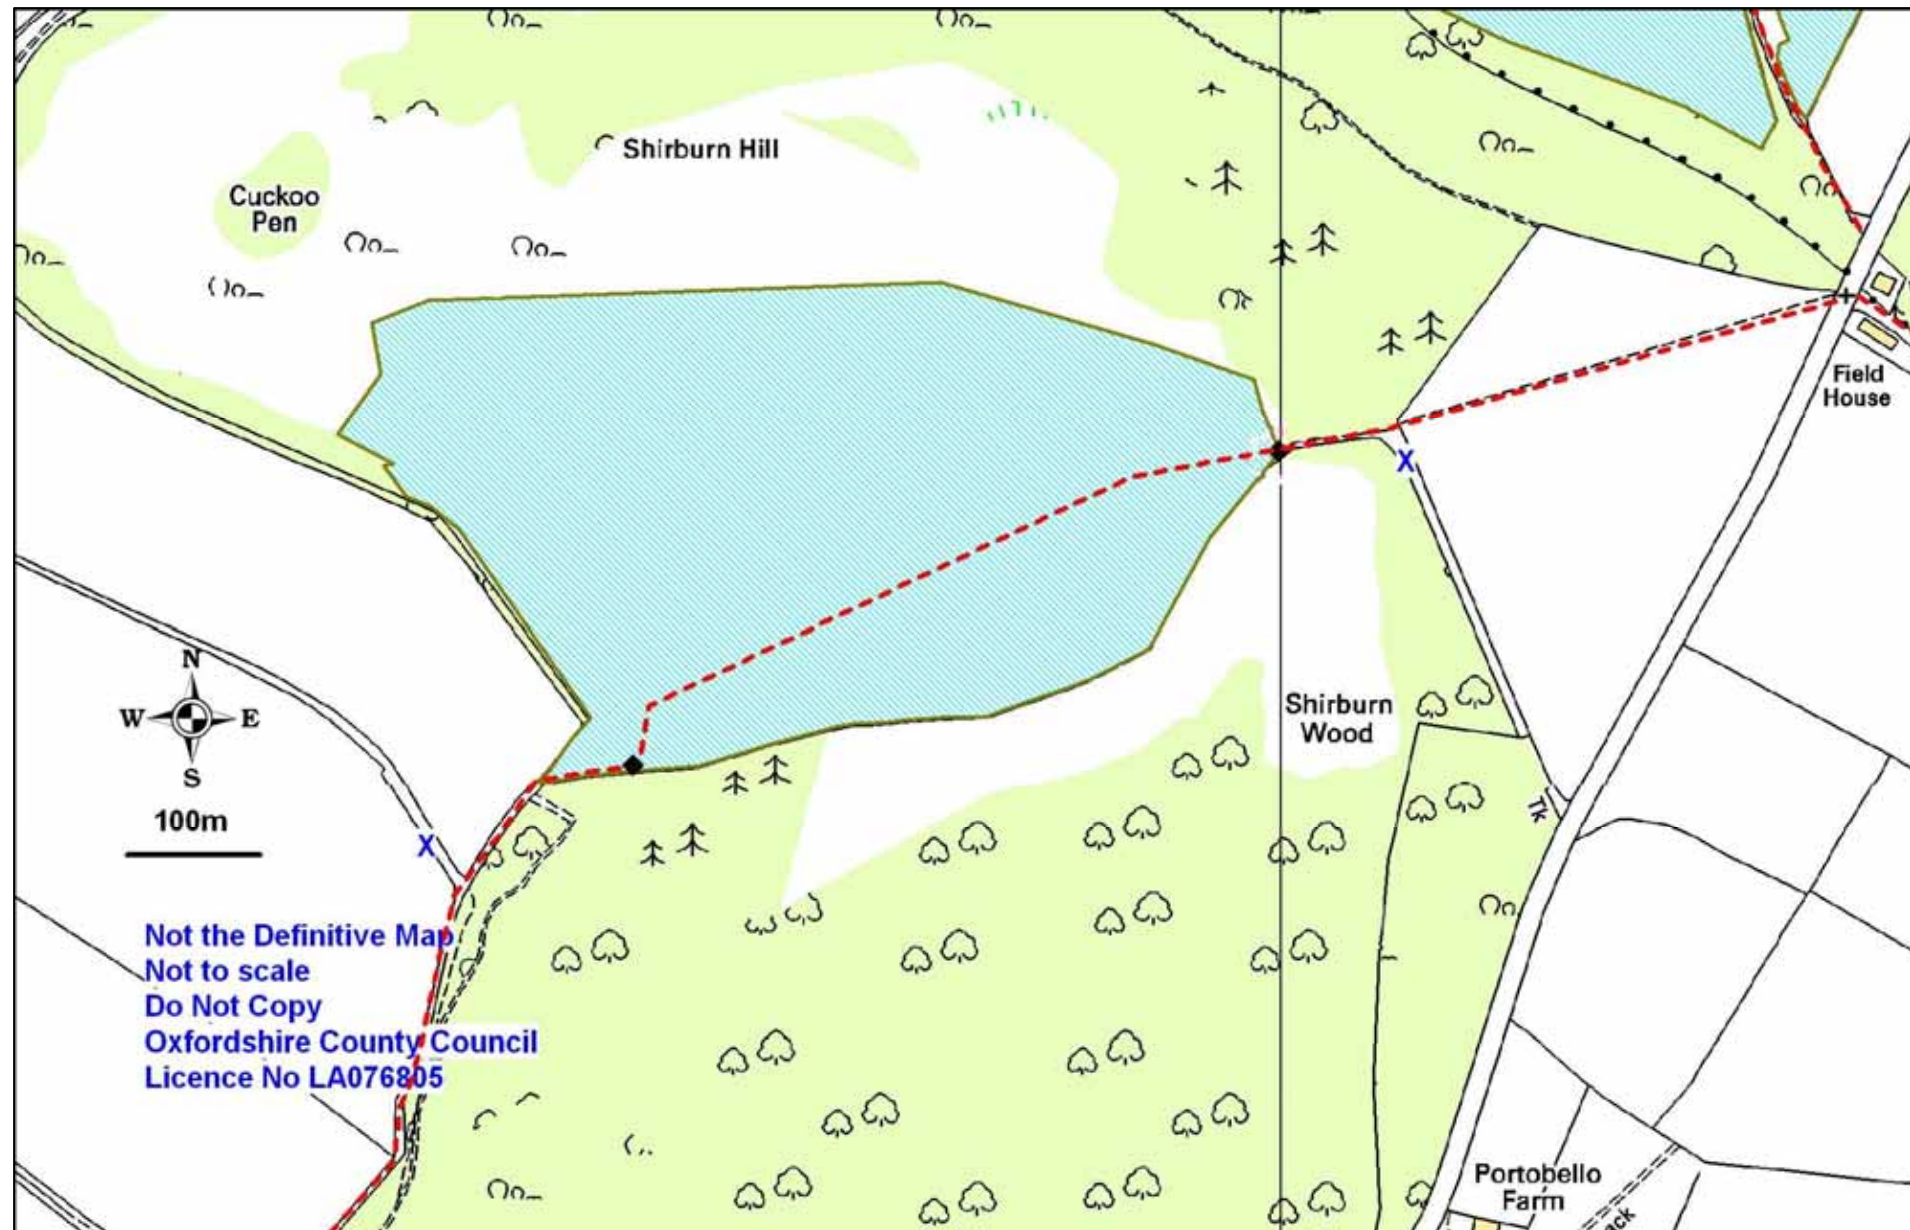 Shirburn Hill
Cuckoo
Pen
Field
House
X
N
W E
S
100m
Shirburn
Wood
Tk
X
Not the Definitive Map
Not to scale
Do Not Copy
Oxfordshire County Council
Licence No LA076805
Portobello
Farm
ack